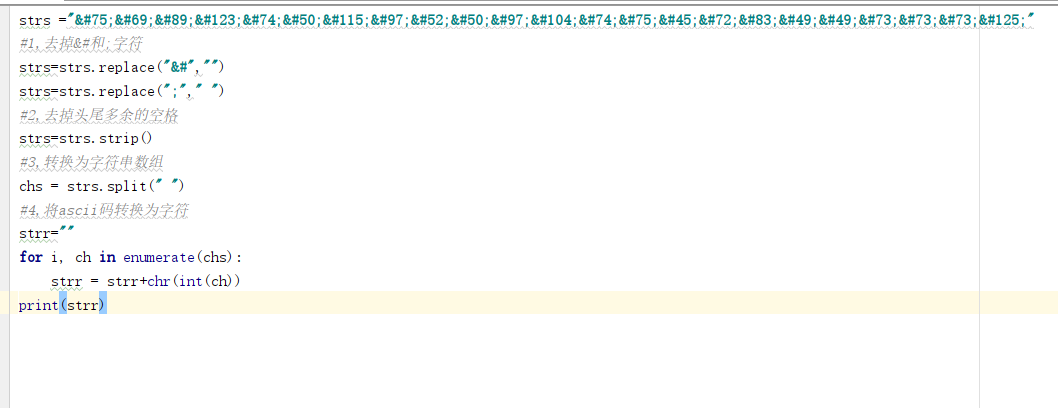 strs ="&#75;&#69;&#89;&#123;&#74;&#50;&#115;&#97;&#52;&#50;&#97;&#104;&#74;&#75;&#45;&#72;&#83;&#49;&#49;&#73;&#73;&#73;&#125;"
#1,去掉&#和;字符
strs=strs.replace("&#","")
strs=strs.replace(";"," ")
#2,去掉头尾多余的空格
strs=strs.strip()
#3,转换为字符串数组
chs = strs.split(" ")
#4,将ascii码转换为字符
strr=""
for i, ch in enumerate(chs):
    strr = strr+chr(int(ch))
print(strr)